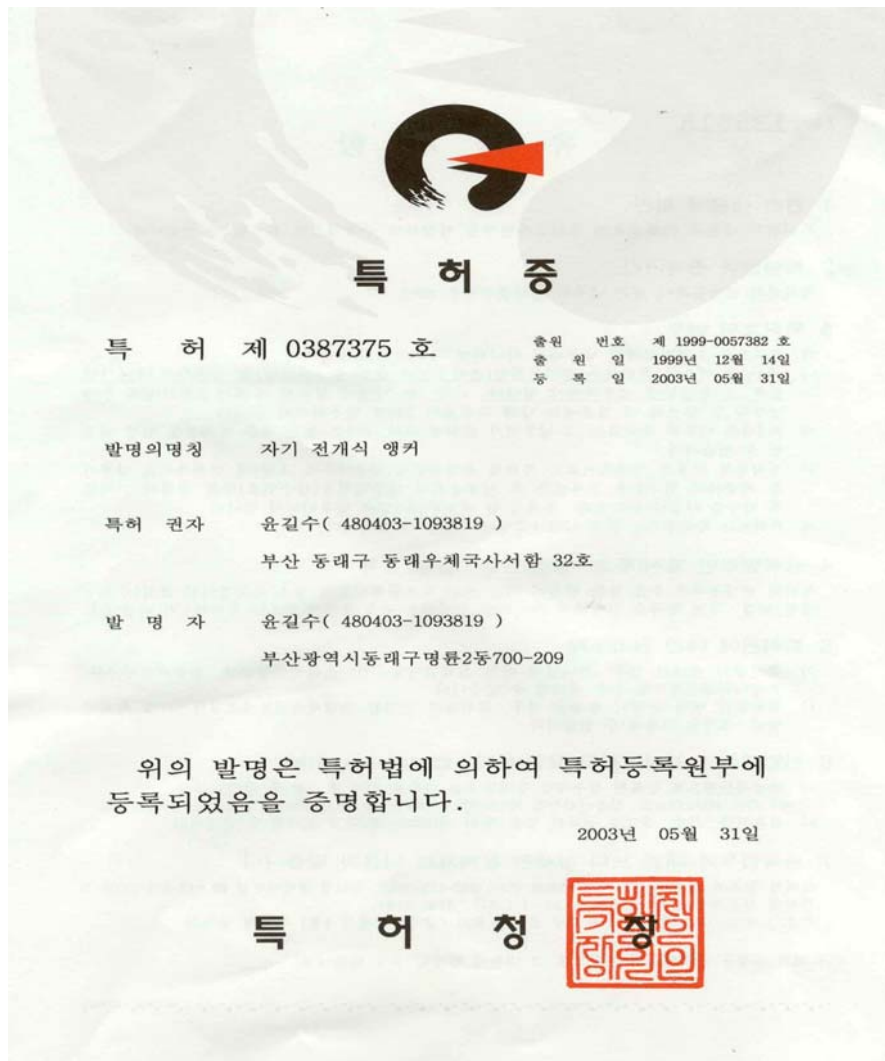 특 허 증
특 허 제 0387375 호
출원 번호 제 1999-0057382 호
출 원 일 1999년 12월 14일
등 록 일 2003년 05월 31일
발명의명칭 자기 전개식 앵커
특허 권자 윤길수( 480403-1093819 )
부산 동래구 동래우체국사서함 32호
발 명 자 윤길수( 480403-1093819 )
부산광역시동래구명륜2동700-209
위의 발명은 특허법에 의하여 특허등록원부에
등록되었음을 증명합니다.
2003년 05월 31일
특 허 청 장